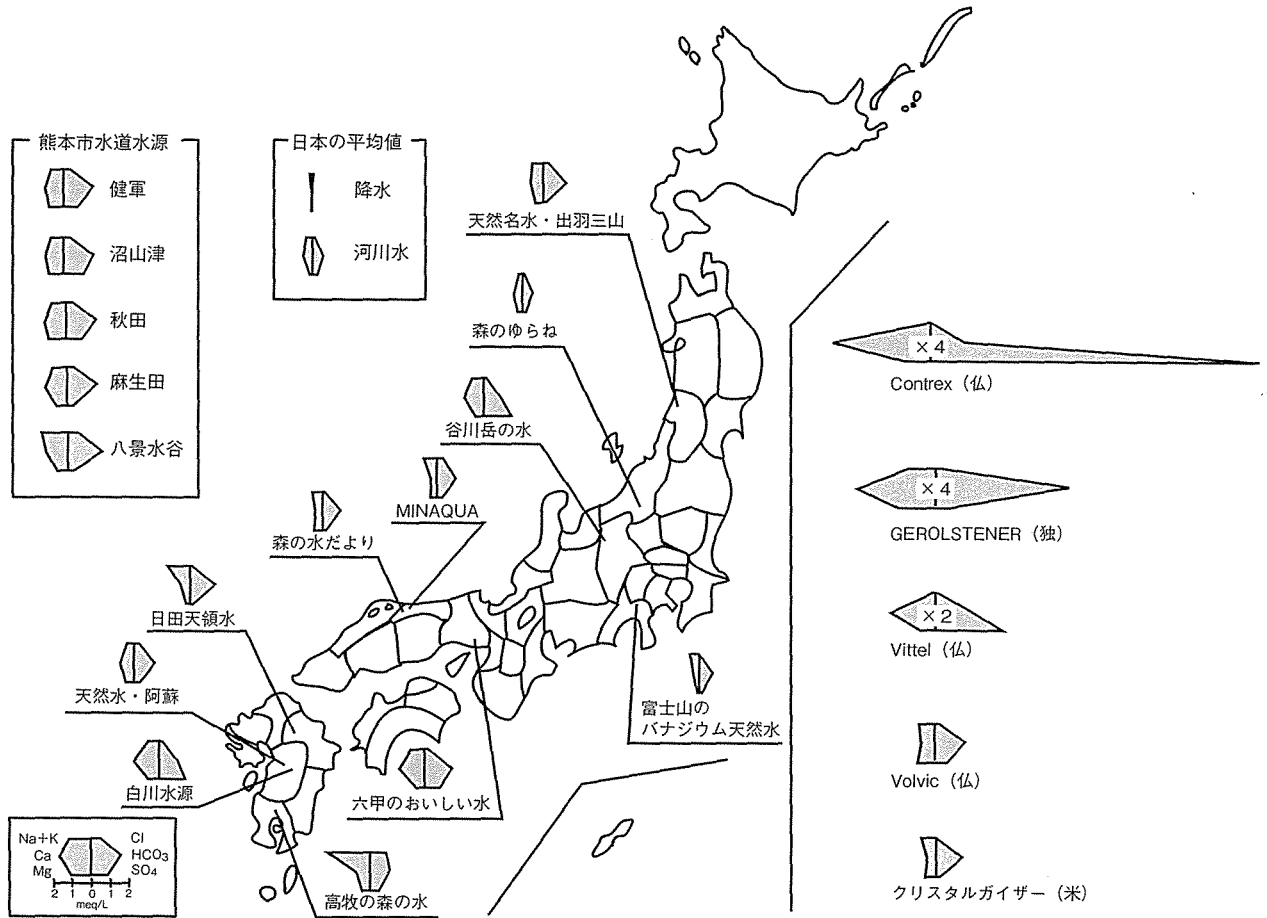 熊本市水道水源
健軍
沼山津
秋田
麻生田
八景水谷
日本の平均値
降水
河川水
天然名水・出羽三山
森のゆらね
谷川岳の水
MINAQUA
森の水だより
日田天領水
天然水・阿蘇
白川水源
六甲のおいしい水
高牧の森の水
富士山の
バナジウム天然水
×4
Contrex(仏)
×4
GEROLSTENER(独)
×2
Vittel(仏)
Volvic(仏)
クリスタルガイザー(米)
Na+K Cl
Ca HCO₃
Mg SO₄
2 1 0 1 2
meq/L